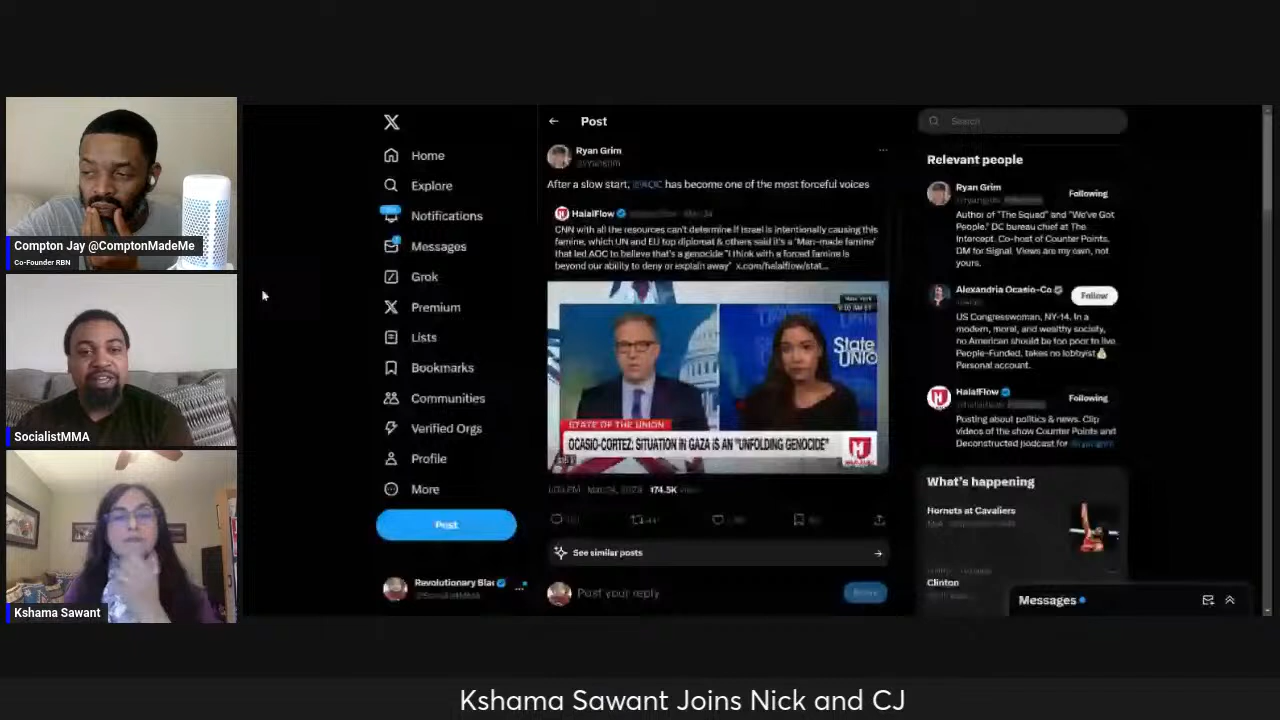 Compton Jay @ComptonMadeMe
Co-Founder RBN
SocialistMMA
Kshama Sawant
Home
Explore
Notifications
Messages
Grok
Premium
Lists
Bookmarks
Communities
Verified Orgs
Profile
More
Post
Revolutionary Blac
Post
Ryan Grim
After a slow start, @AOC has become one of the most forceful voices
HalalFlow
CNN with all the resources can't determine if Israel is intentionally causing this
famine, which UN and EU top diplomat & others said it's a 'Man-made famine'
that led AOC to believe that's a genocide "I think with a forced famine is
beyond our ability to deny or explain away" x.com/halalflow/stat…
New York
State
UNIO
STATE OF THE UNION
OCASIO-CORTEZ: SITUATION IN GAZA IS AN "UNFOLDING GENOCIDE"
174.5K
See similar posts
Post your reply
Search
Relevant people
Ryan Grim
Following
Author of "The Squad" and "We've Got
People." DC bureau chief at The
Intercept. Co-host of Counter Points.
DM for Signal. Views are my own, not
yours.
Alexandria Ocasio-Co
Follow
US Congresswoman, NY-14. In a
modern, moral, and wealthy society,
no American should be too poor to live.
People-Funded, takes no lobbyist💰
Personal account.
HalalFlow
Following
Posting about politics & news. Clip
videos of the show Counter Points and
Deconstructed podcast for
What's happening
Hornets at Cavaliers
Clinton
Messages
Kshama Sawant Joins Nick and CJ